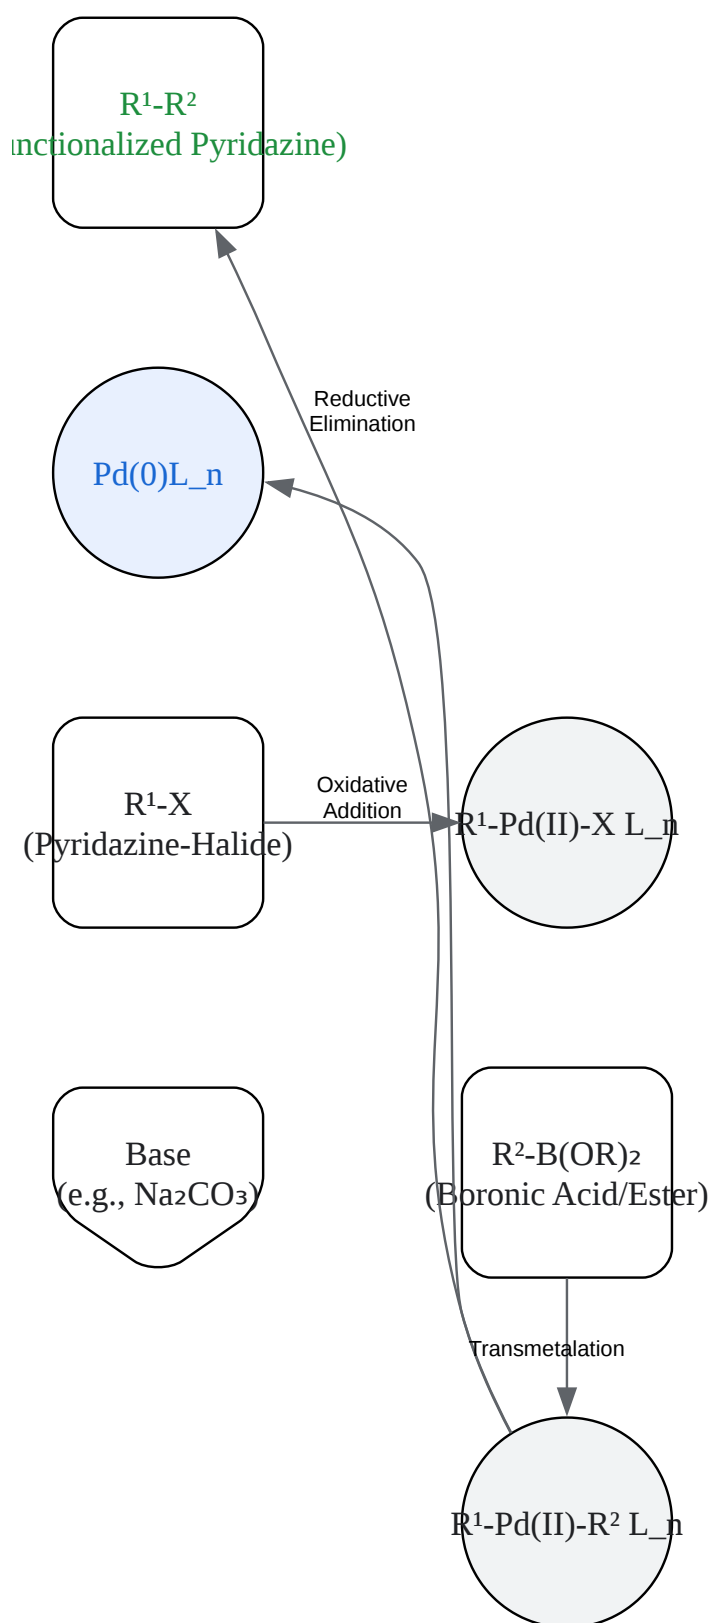 R¹-R²
Pyridazine)
Reductive
Elimination
Pd(0)L_n
R¹-X
(Pyridazine-Halide)
Oxidative
Addition
R¹-Pd(II)-X L_n
Base
(e.g., Na₂CO₃)
R²-B(OR)₂
(Boronic Acid/Ester)
Transmetalation
R¹-Pd(II)-R² L_n